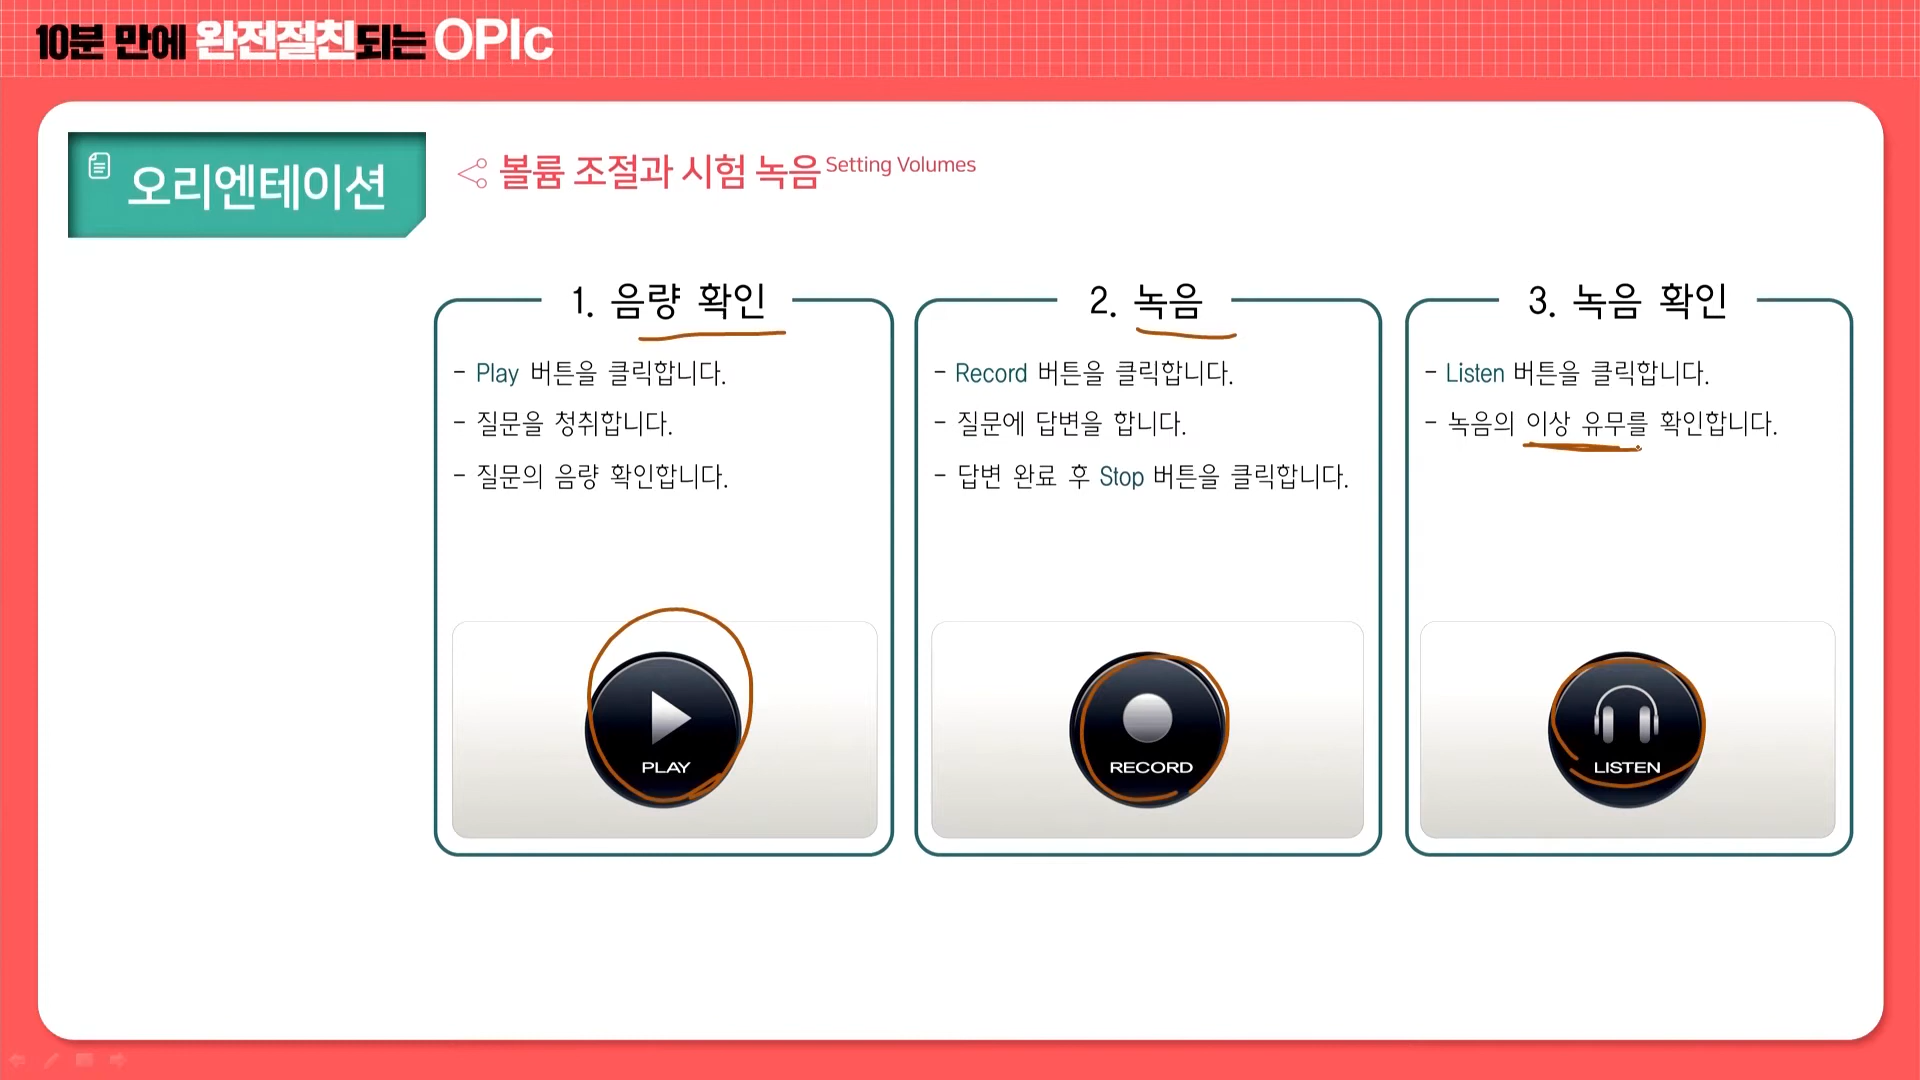 10분 만에 완전절친되는 OPIc
오리엔테이션
볼륨 조절과 시험 녹음 Setting Volumes
1. 음량 확인
- Play 버튼을 클릭합니다.
- 질문을 청취합니다.
- 질문의 음량 확인합니다.
PLAY
2. 녹음
- Record 버튼을 클릭합니다.
- 질문에 답변을 합니다.
- 답변 완료 후 Stop 버튼을 클릭합니다.
RECORD
3. 녹음 확인
- Listen 버튼을 클릭합니다.
- 녹음의 이상 유무를 확인합니다.
LISTEN